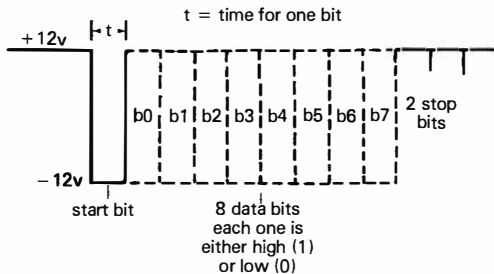 t = time for one bit
+12v
t
b0 b1 b2 b3 b4 b5 b6 b7
2 stop
bits
−12v
start bit
8 data bits
each one is
either high (1)
or low (0)